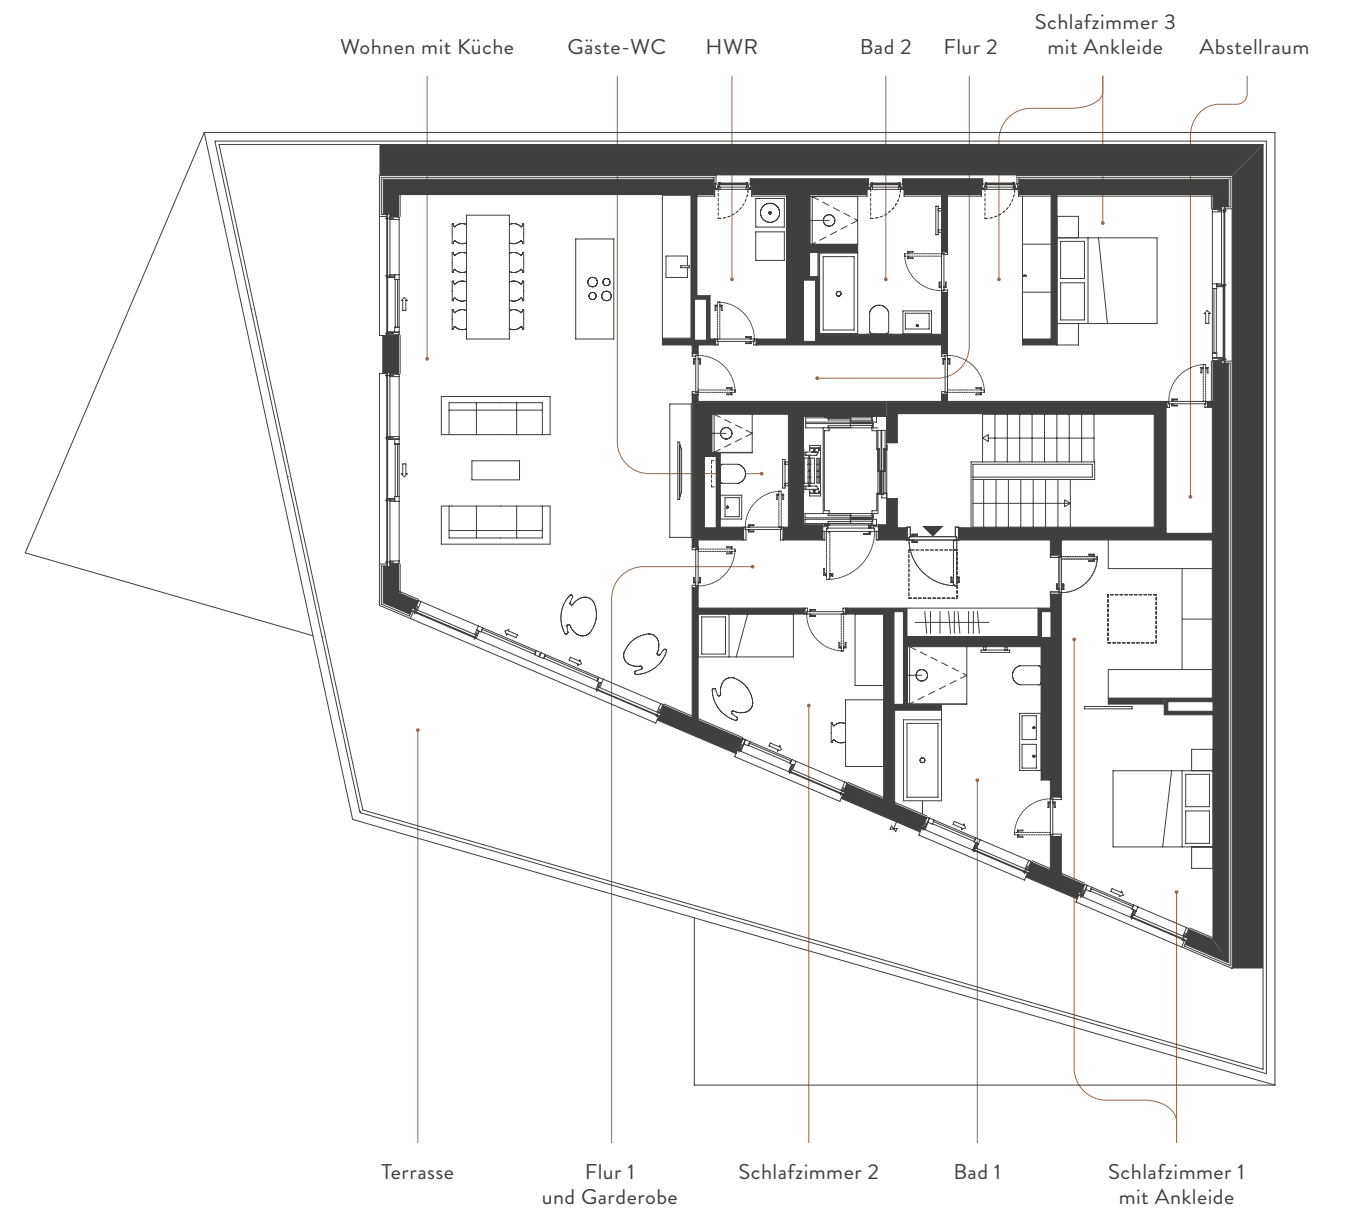 Wohnen mit Küche
Gäste-WC
HWR
Bad 2
Flur 2
Schlafzimmer 3
mit Ankleide
Abstellraum
Terrasse
Flur 1
und Garderobe
Schlafzimmer 2
Bad 1
Schlafzimmer 1
mit Ankleide